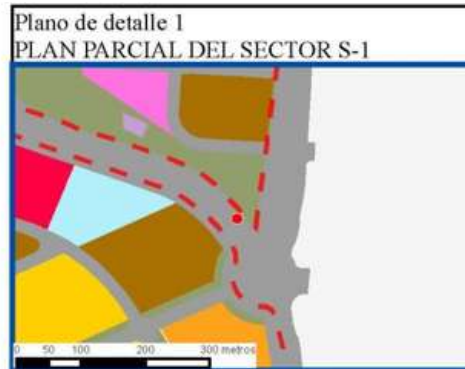 Plano de detalle 1
PLAN PARCIAL DEL SECTOR S-1
0 50 100 200 300 metros